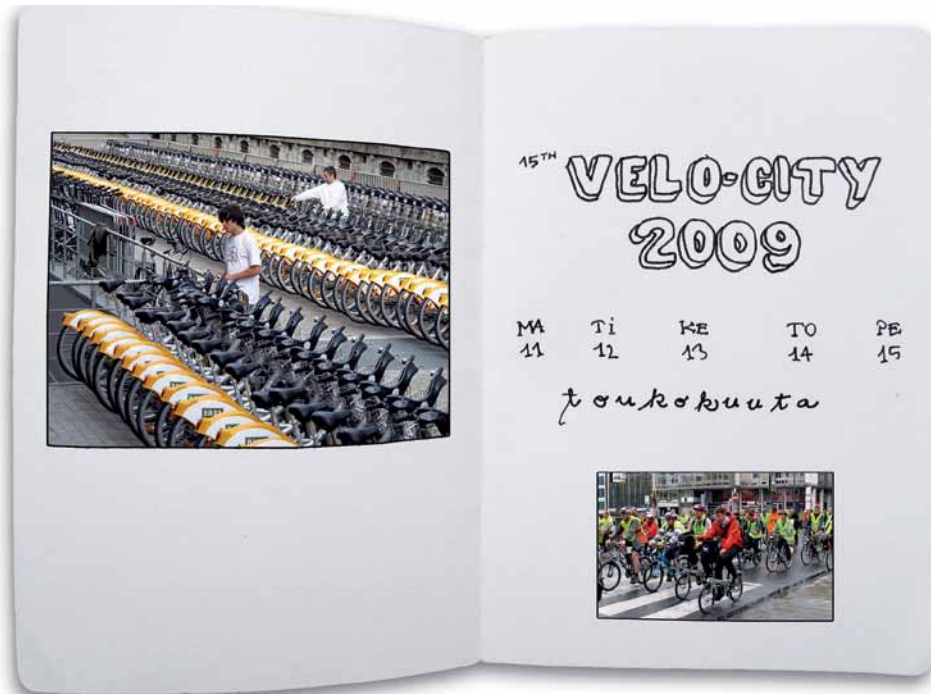 15TH VELO-CITY
2009
MA TI KE TO PE
11 12 13 14 15
toukokuuta